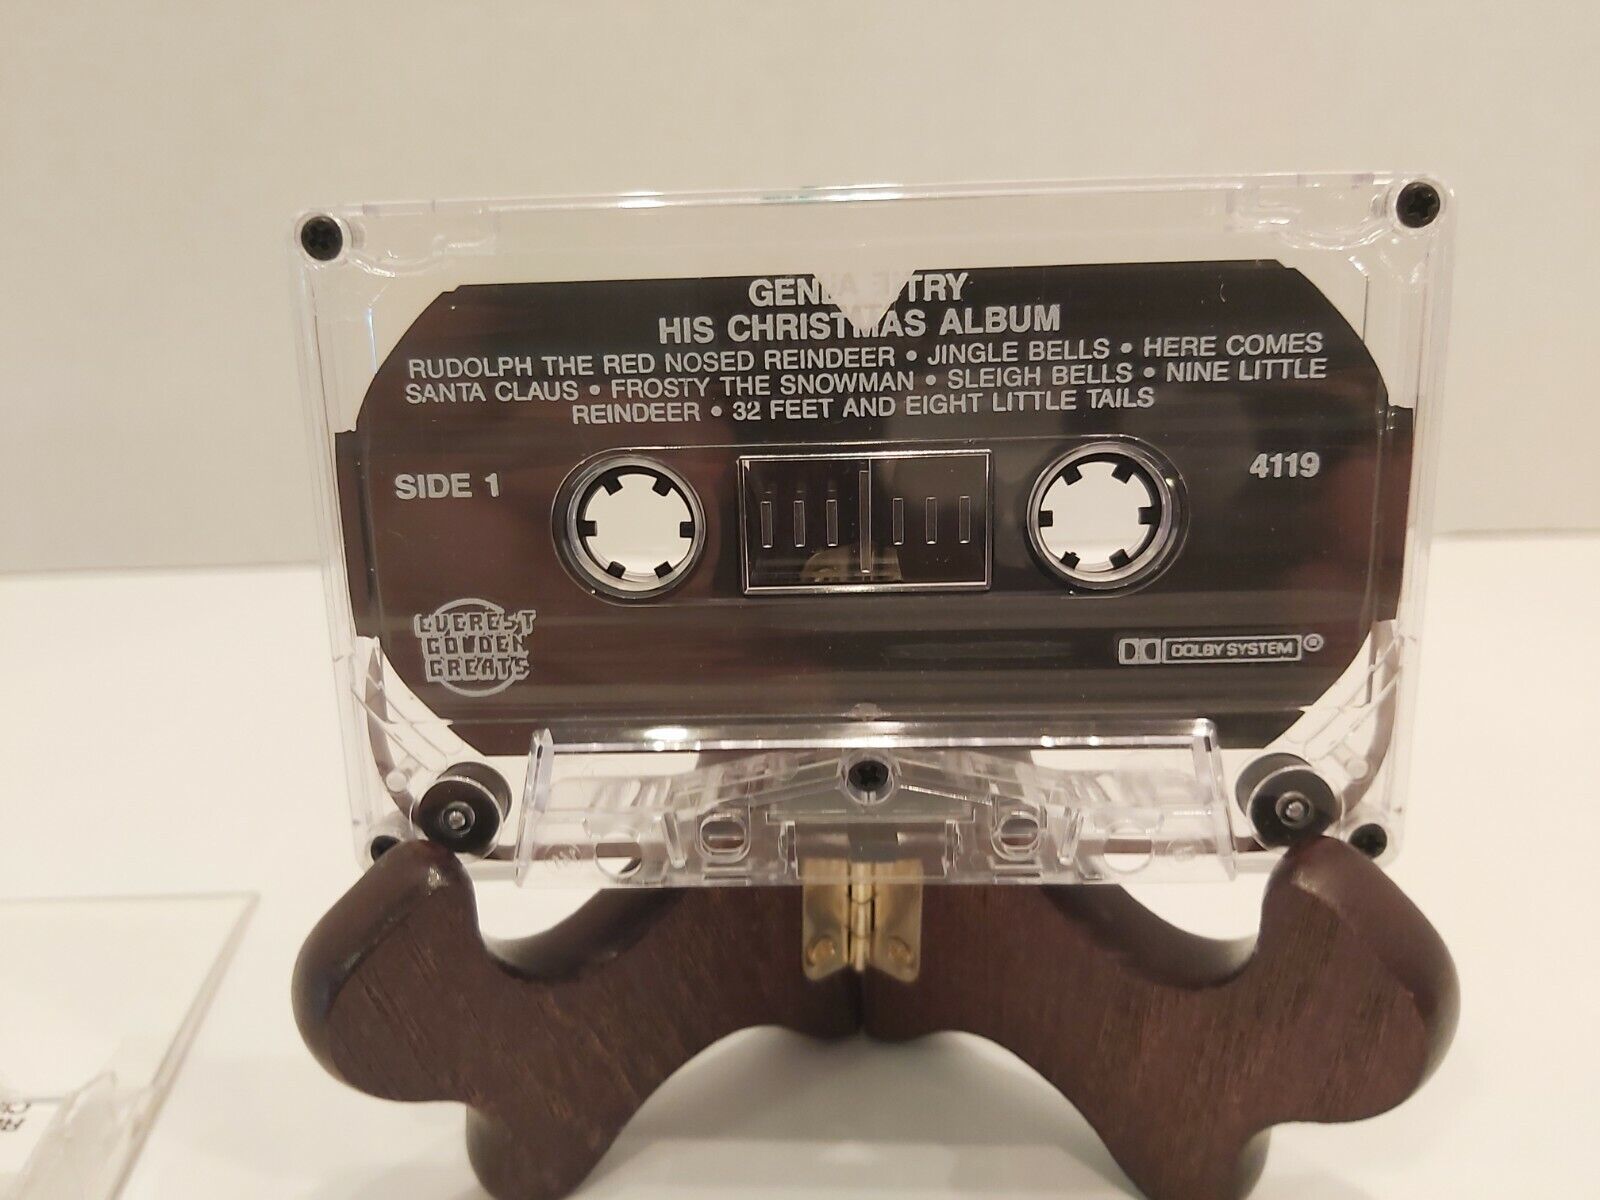 GENE AUTRY
HIS CHRISTMAS ALBUM
RUDOLPH THE RED NOSED REINDEER • JINGLE BELLS • HERE COMES
SANTA CLAUS • FROSTY THE SNOWMAN • SLEIGH BELLS • NINE LITTLE
REINDEER • 32 FEET AND EIGHT LITTLE TAILS
SIDE 1
4119
EVEREST
GOLDEN
GREATS
DOLBY SYSTEM ®